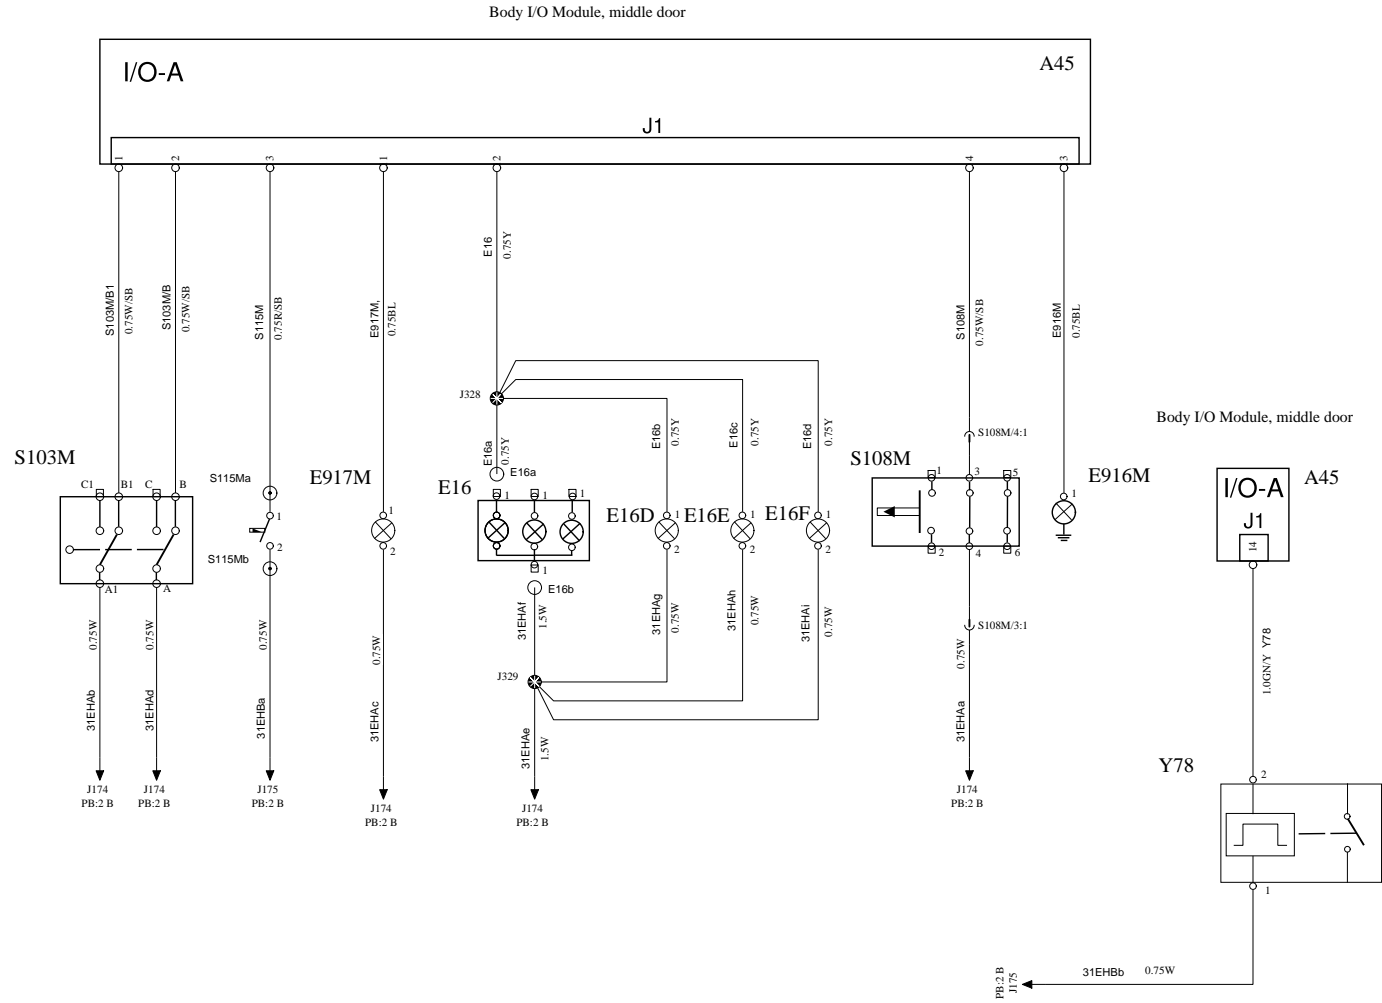 Body I/O Module, middle door
I/O-A
A45
J1
1
2
3
1
2
4
3
E16
0.75Y
S103M/B1
0.75W/SB
S103M/B
0.75W/SB
S115M
0.75R/SB
E917M,
0.75BL
S108M
0.75W/SB
E916M
0.75BL
J328
E16a
0.75Y
E16b
0.75Y
E16c
0.75Y
E16d
0.75Y
S108M/4:1
Body I/O Module, middle door
S103M
S115Ma
E917M
E16
E16a
S108M
E916M
I/O-A
A45
J1
14
C1
B1
C
B
1
1
1
1
1
3
5
1
1
2
S115Mb
2
E16D
1
2
E16E
1
2
E16F
1
2
2
4
6
A1
A
1
E16b
0.75W
0.75W
0.75W
0.75W
31EHAf
1.5W
31EHAg
0.75W
31EHAh
0.75W
31EHAi
0.75W
S108M/3:1
0.75W
1.0GN/Y Y78
J329
31EHAb
31EHAd
31EHBa
31EHAc
31EHAe
1.5W
31EHAa
Y78
2
J174
PB:2 B
J174
PB:2 B
J175
PB:2 B
J174
PB:2 B
J174
PB:2 B
J174
PB:2 B
1
31EHBb
0.75W
PB:2 B
J175